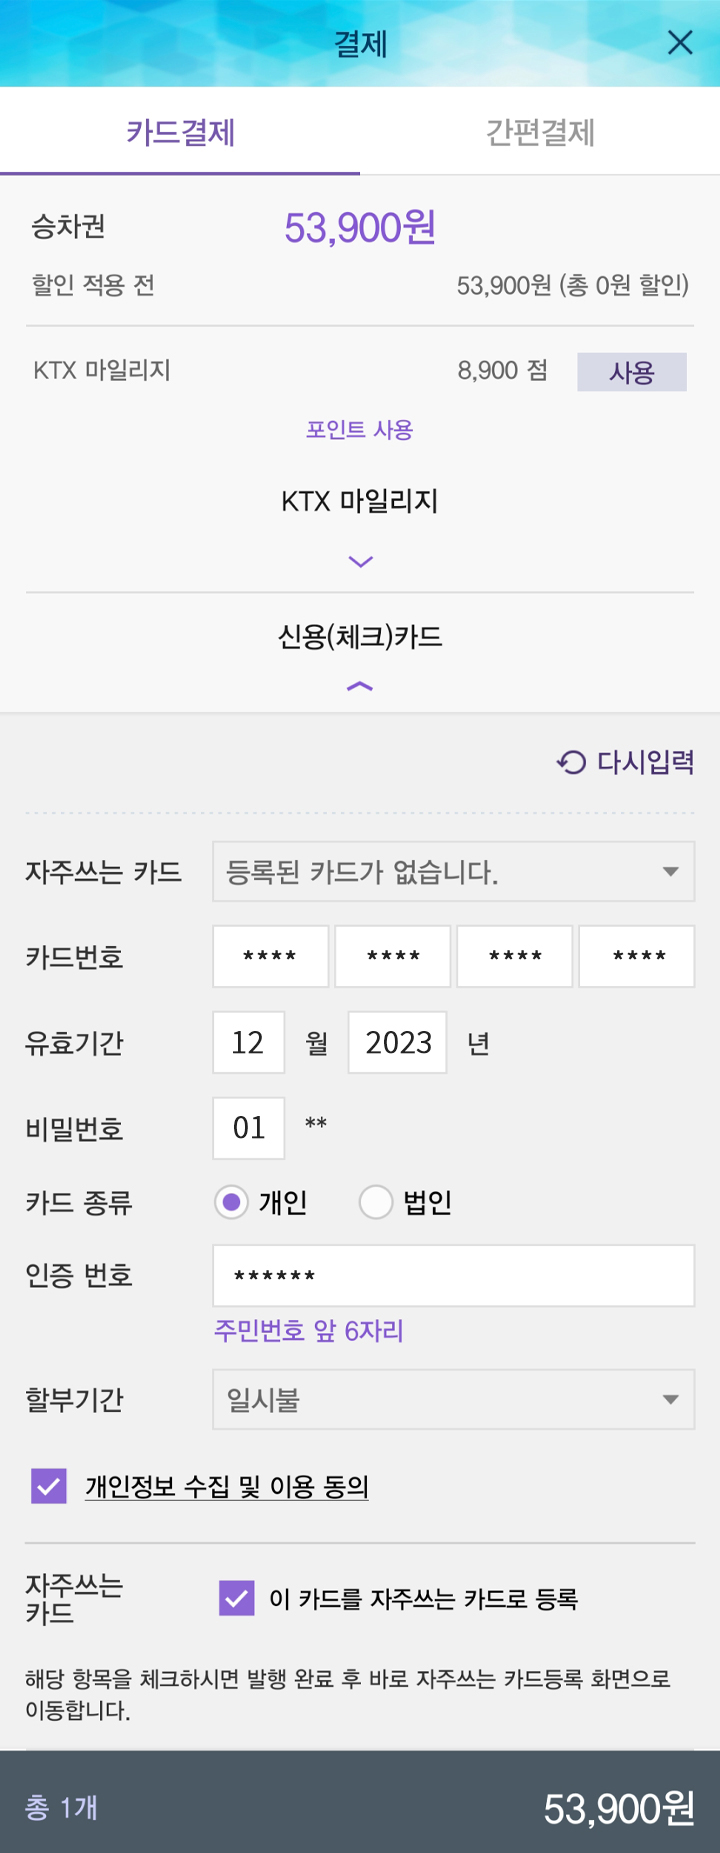 결제
카드결제 간편결제
승차권 53,900원
할인 적용 전 53,900원 (총 0원 할인)
KTX 마일리지 8,900 점 사용
포인트 사용
KTX 마일리지
신용(체크)카드
다시입력
자주쓰는 카드 등록된 카드가 없습니다.
카드번호 **** **** **** ****
유효기간 12 월 2023 년
비밀번호 01 **
카드 종류 개인 법인
인증 번호 ******
주민번호 앞 6자리
할부기간 일시불
개인정보 수집 및 이용 동의
자주쓰는
카드
이 카드를 자주쓰는 카드로 등록
해당 항목을 체크하시면 발행 완료 후 바로 자주쓰는 카드등록 화면으로
이동합니다.
총 1개 53,900원